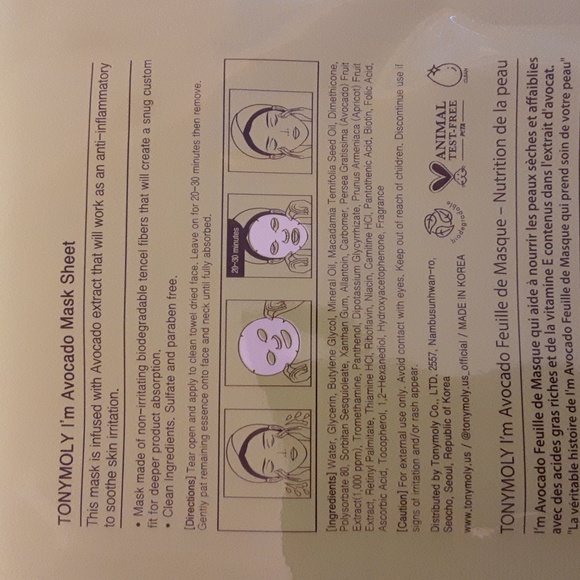 TONYMOLY I'm Avocado Mask Sheet
This mask is infused with Avocado extract that will work as an anti-inflammatory
to soothe skin irritation.
• Mask made of non-irritating biodegradable tencel fibers that will create a snug custom
fit for deeper product absorption.
• Clean Ingredients. Sulfate and paraben free.
[Directions] Tear open and apply to clean towel dried face. Leave on for 20-30 minutes then remove.
Gently pat remaining essence onto face and neck until fully absorbed.
20-30 minutes
[Ingredients] Water, Glycerin, Butylene Glycol, Mineral Oil, Macadamia Ternifolia Seed Oil, Dimethicone,
Polysorbate 80, Sorbitan Sesquioleate, Xanthan Gum, Allantoin, Carbomer, Persea Gratissima (Avocado) Fruit
Extract(1,000 ppm), Tromethamine, Panthenol, Dipotassium Glycyrrhizate, Prunus Armeniaca (Apricot) Fruit
Extract, Retinyl Palmitate, Thiamine HCl, Riboflavin, Niacin, Carnitine HCl, Pantothenic Acid, Biotin, Folic Acid,
Ascorbic Acid, Tocopherol, 1,2-Hexanediol, Hydroxyacetophenone, Fragrance
[Caution] For external use only. Avoid contact with eyes. Keep out of reach of children. Discontinue use if
signs of irritation and/or rash appear.
Distributed by Tonymoly Co., LTD, 2557, Nambusunhwan-ro,
Seocho, Seoul, Republic of Korea
www.tonymoly.us / @tonymoly.us_official / MADE IN KOREA
Biodegradable
ANIMAL
TEST-FREE
PETA
CLEAN
TONYMOLY I'm Avocado Feuille de Masque – Nutrition de la peau
I'm Avocado Feuille de Masque qui aide à nourrir les peaux sèches et affaiblies
avec des acides gras riches et de la vitamine E contenus dans l'extrait d'avocat.
"La véritable histoire de I'm Avocado Feuille de Masque qui prend soin de votre peau"